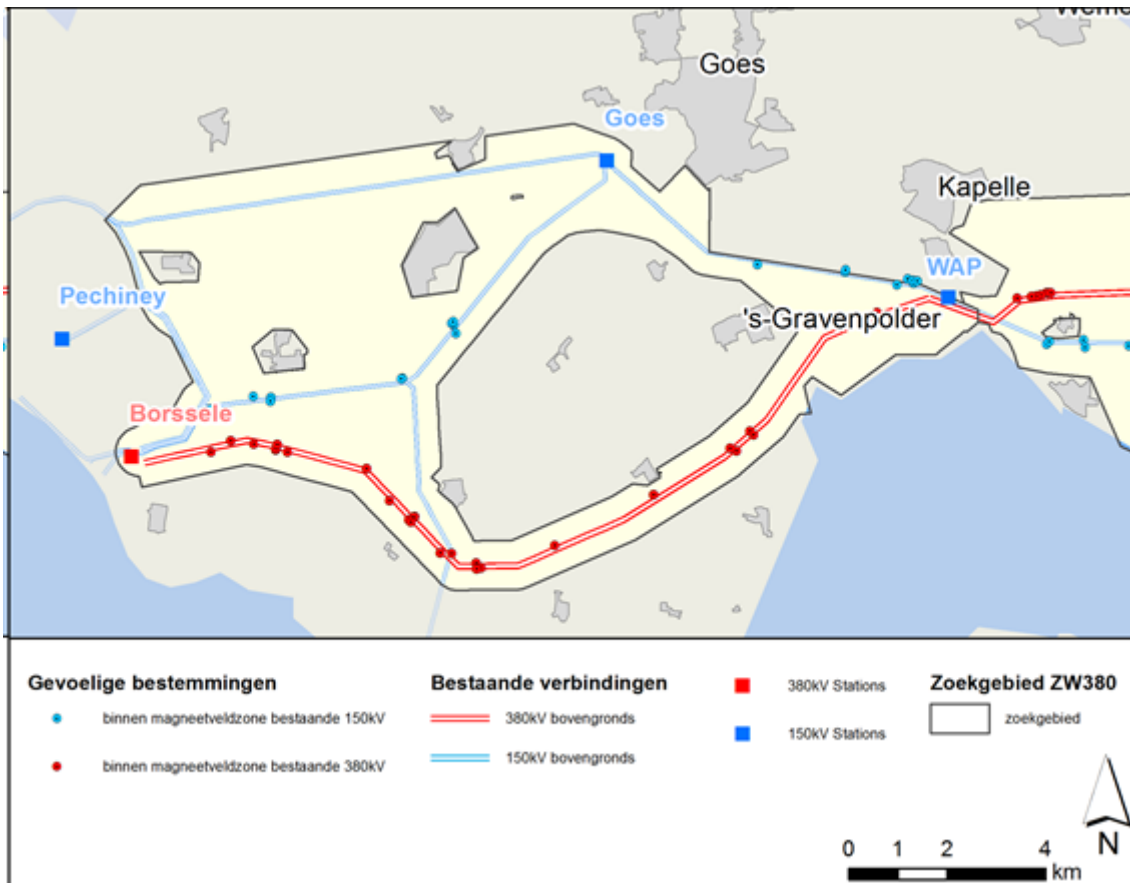 Goes
Goes
Kapelle
WAP
Pechiney
's-Gravenpolder
Borssele
Gevoelige bestemmingen
binnen magneetveldzone bestaande 150kV
binnen magneetveldzone bestaande 380kV
Bestaande verbindingen
380kV bovengronds
150kV bovengronds
380kV Stations
150kV Stations
Zoekgebied ZW380
zoekgebied
N
0 1 2 4
km